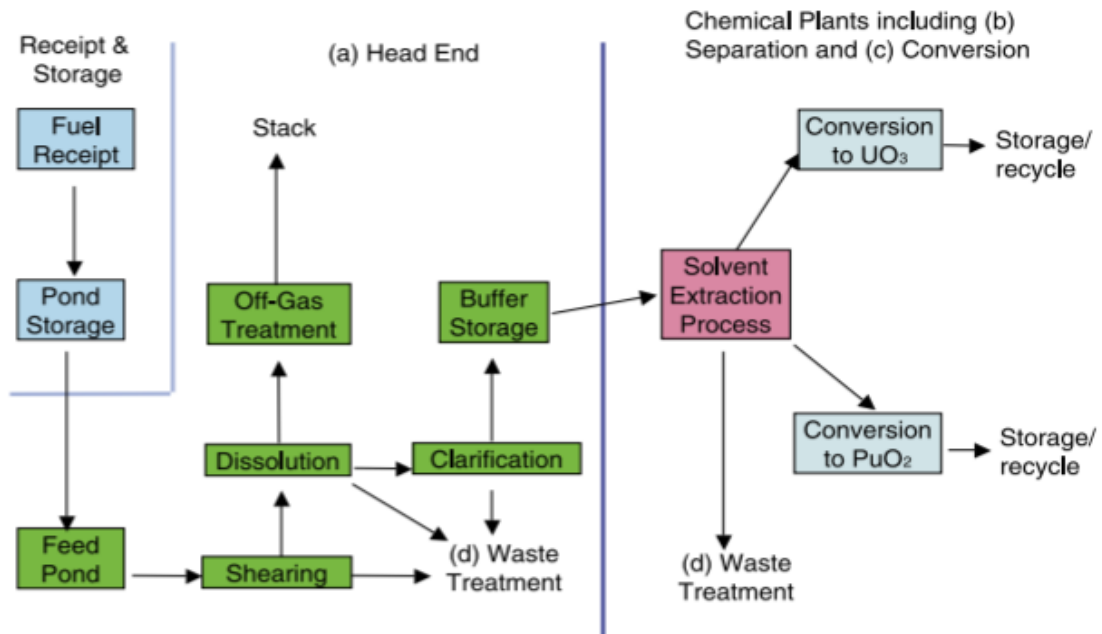 Receipt &
Storage
Fuel
Receipt
Pond
Storage
(a) Head End
Stack
Off-Gas
Treatment
Buffer
Storage
Dissolution
Clarification
Feed
Pond
Shearing
(d) Waste
Treatment
Chemical Plants including (b)
Separation and (c) Conversion
Conversion
to UO₃
Storage/
recycle
Solvent
Extraction
Process
Conversion
to PuO₂
Storage/
recycle
(d) Waste
Treatment